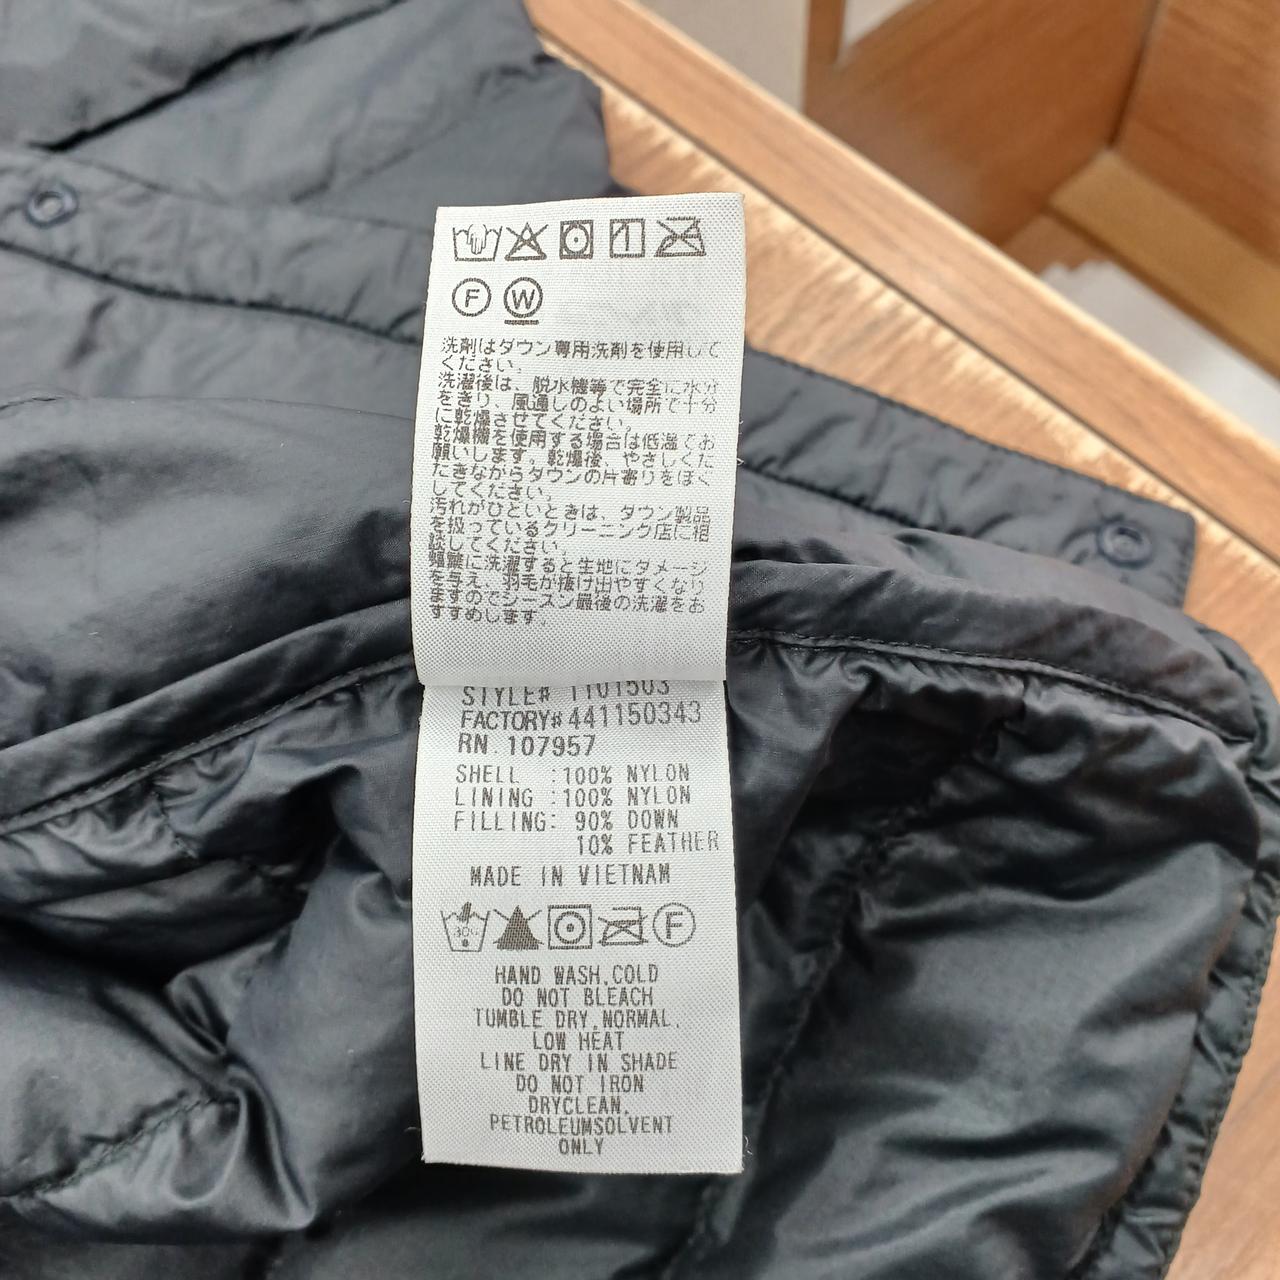 F W
洗剤はダウン専用洗剤を使用して
ください。
洗濯後は、脱水機等で完全に水分
をきり、風通しのよい場所で十分
に乾燥させてください。
乾燥機を使用する場合は低温でお
願いします。乾燥後、やさしくた
たきながらダウンの片寄りをほぐ
してください。
汚れがひどいときは、ダウン製品
を扱っているクリーニング店に相
談してください。
頻繁に洗濯すると生地にダメージ
を与え、羽毛が抜け出やすくなり
ますのでシーズン最後の洗濯をお
すすめします。
STYLE# 1101503
FACTORY# 441150343
RN 107957
SHELL :100% NYLON
LINING :100% NYLON
FILLING: 90% DOWN
10% FEATHER
MADE IN VIETNAM
30c F
HAND WASH,COLD
DO NOT BLEACH
TUMBLE DRY,NORMAL,
LOW HEAT
LINE DRY IN SHADE
DO NOT IRON
DRYCLEAN,
PETROLEUMSOLVENT
ONLY